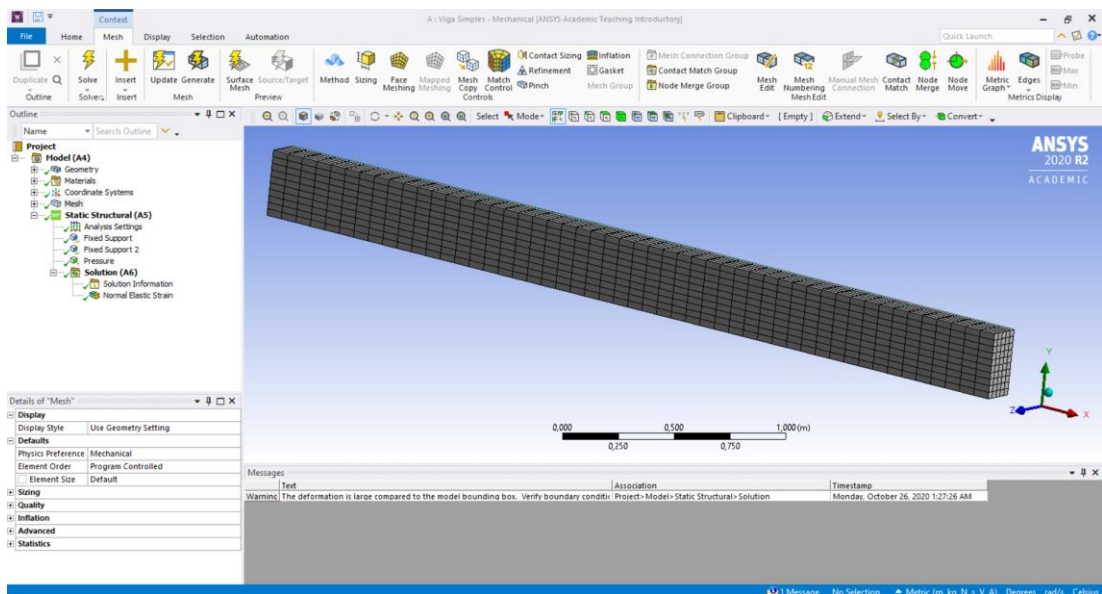 Context
A : Viga Simples - Mechanical [ANSYS Academic Teaching Introductory]
File Home Mesh Display Selection Automation
Quick Launch
Duplicate Q
Outline
Solve
Solver
Insert
Insert
Update Generate
Mesh
Surface Mesh
Source/Target
Preview
Method Sizing
Face Meshing
Mapped Meshing
Mesh Copy
Match Control
Contact Sizing
Refinement
Pinch
Inflation
Gasket
Mesh Group
Controls
Mesh Connection Group
Contact Match Group
Node Merge Group
Mesh Edit
Mesh Numbering
Manual Mesh Connection
Contact Match
Node Merge
Node Move
Mesh Edit
Metric Graph
Edges
Probe
Max
Min
Metrics Display
Outline
Name Search Outline
Select Mode Clipboard [Empty] Extend Select By Convert
Project
Model (A4)
Geometry
Materials
Coordinate Systems
Mesh
Static Structural (A5)
Analysis Settings
Fixed Support
Fixed Support 2
Pressure
Solution (A6)
Solution Information
Normal Elastic Strain
ANSYS
2020 R2
ACADEMIC
Y
Z
X
0,000 0,500 1,000 (m)
0,250 0,750
Details of "Mesh"
Display
Display Style Use Geometry Setting
Defaults
Physics Preference Mechanical
Element Order Program Controlled
Element Size Default
Sizing
Quality
Inflation
Advanced
Statistics
Messages
Text Association Timestamp
Warning The deformation is large compared to the model bounding box. Verify boundary conditi Project>Model>Static Structural>Solution Monday, October 26, 2020 1:27:26 AM
1 Message No Selection Metric (m, kg, N, s, V, A) Degrees rad/s Celsius